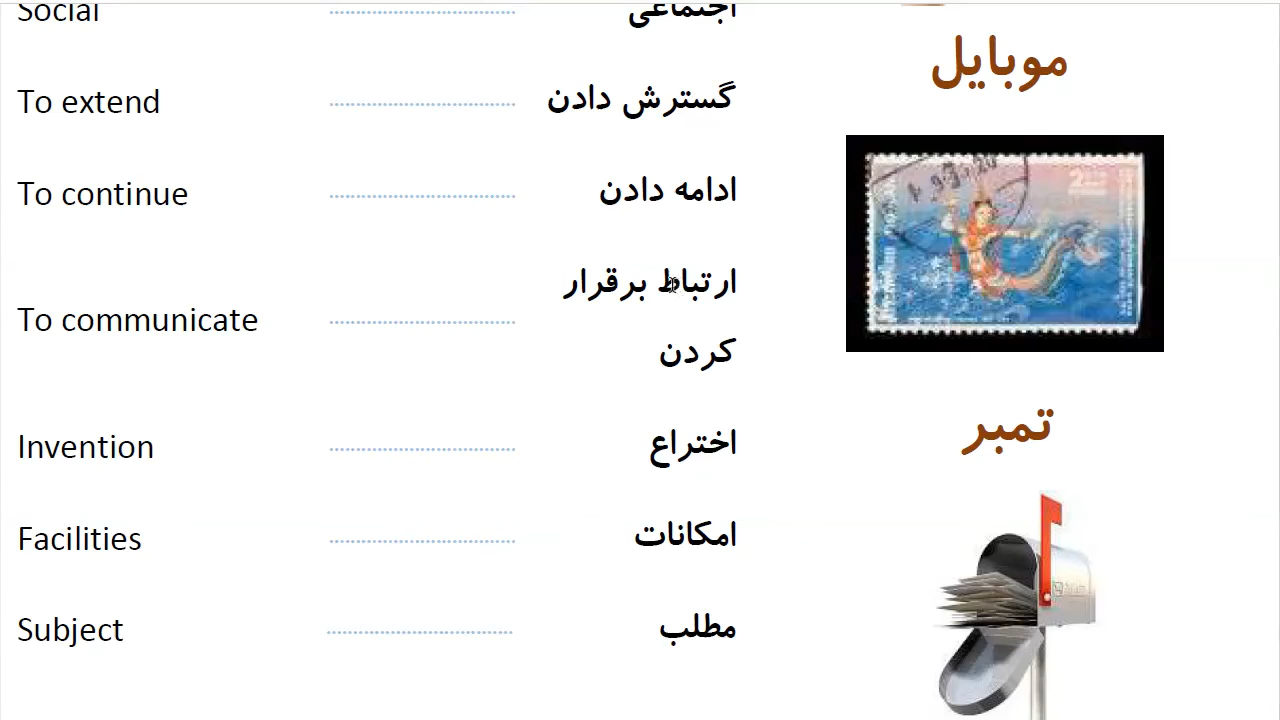 Social ........................................ اجتماعی
To extend ........................................ گسترش دادن
To continue ........................................ ادامه دادن
To communicate ........................................ ارتباط برقرار
کردن
Invention ........................................ اختراع
Facilities ........................................ امکانات
Subject ........................................ مطلب
موبایل
تمبر